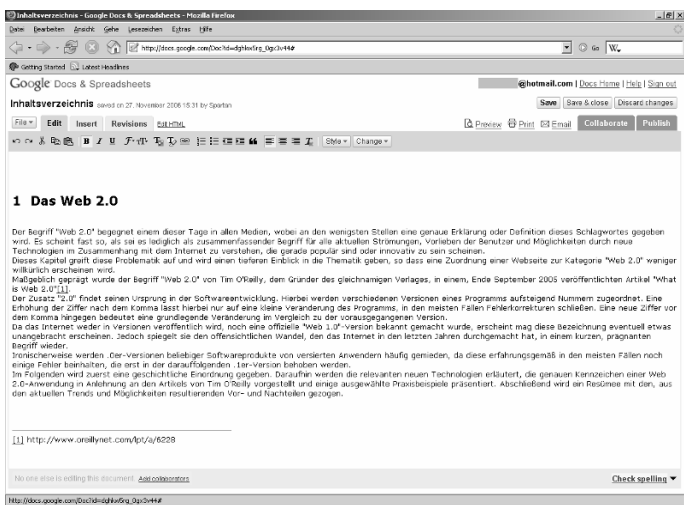 Inhaltsverzeichnis - Google Docs & Spreadsheets - Mozilla Firefox
Datei Bearbeiten Ansicht Gehe Lesezeichen Extras Hilfe
http://docs.google.com/Doc?id=dghkw5rg_0gx3v44# Go
Getting Started Latest Headlines
Google Docs & Spreadsheets @hotmail.com | Docs Home | Help | Sign out
Inhaltsverzeichnis saved on 27. November 2006 15:31 by Spartan Save Save & close Discard changes
File Edit Insert Revisions Edit HTML Preview Print Email Collaborate Publish
B I U Style Change
1 Das Web 2.0
Der Begriff "Web 2.0" begegnet einem dieser Tage in allen Medien, wobei an den wenigsten Stellen eine genaue Erklärung oder Definition dieses Schlagwortes gegeben
wird. Es scheint fast so, als sei es lediglich als zusammenfassender Begriff für alle aktuellen Strömungen, Vorlieben der Benutzer und Möglichkeiten durch neue
Technologien im Zusammenhang mit dem Internet zu verstehen, die gerade populär sind oder innovativ zu sein scheinen.
Dieses Kapitel greift diese Problematik auf und wird einen tieferen Einblick in die Thematik geben, so dass eine Zuordnung einer Webseite zur Kategorie "Web 2.0" weniger
willkürlich erscheinen wird.
Maßgeblich geprägt wurde der Begriff "Web 2.0" von Tim O'Reilly, dem Gründer des gleichnamigen Verlages, in einem, Ende September 2005 veröffentlichten Artikel "What
is Web 2.0"[1].
Der Zusatz "2.0" findet seinen Ursprung in der Softwareentwicklung. Hierbei werden verschiedenen Versionen eines Programms aufsteigend Nummern zugeordnet. Eine
Erhöhung der Ziffer nach dem Komma lässt hierbei nur auf eine kleine Veränderung des Programms, in den meisten Fällen Fehlerkorrekturen schließen. Eine neue Ziffer vor
dem Komma hingegen bedeutet eine grundlegende Veränderung im Vergleich zu der vorausgegangenen Version.
Da das Internet weder in Versionen veröffentlich wird, noch eine offizielle "Web 1.0"-Version bekannt gemacht wurde, erscheint mag diese Bezeichnung eventuell etwas
unangebracht erscheinen. Jedoch spiegelt sie den offensichtlichen Wandel, den das Internet in den letzten Jahren durchgemacht hat, in einem kurzen, prägnanten
Begriff wieder.
Ironischerweise werden .0er-Versionen beliebiger Softwareprodukte von versierten Anwendern häufig gemieden, da diese erfahrungsgemäß in den meisten Fällen noch
einige Fehler beinhalten, die erst in der darauffolgenden .1er-Version behoben werden.
Im Folgenden wird zuerst eine geschichtliche Einordnung gegeben. Daraufhin werden die relevanten neuen Technologien erläutert, die genauen Kennzeichen einer Web
2.0-Anwendung in Anlehnung an den Artikels von Tim O'Reilly vorgestellt und einige ausgewählte Praxisbeispiele präsentiert. Abschließend wird ein Resümee mit den, aus
den aktuellen Trends und Möglichkeiten resultierenden Vor- und Nachteilen gezogen.
[1] http://www.oreillynet.com/lpt/a/6228
No one else is editing this document. Add collaborators Check spelling
http://docs.google.com/Doc?id=dghkw5rg_0gx3v44#